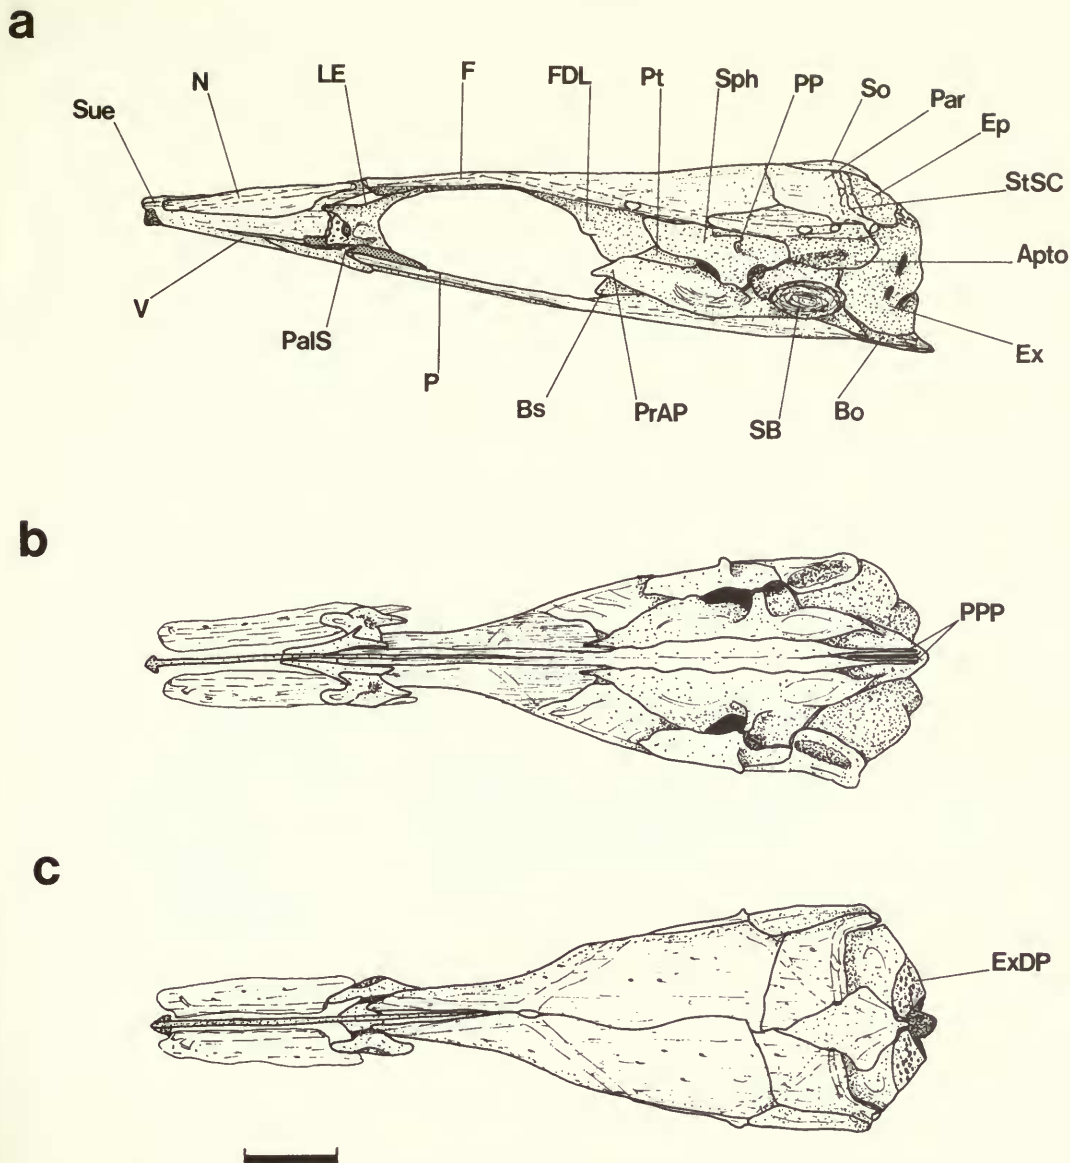 a
Sue N LE F FDL Pt Sph PP So Par Ep StSC Apto
V PalS P Bs PrAP SB Bo Ex
b
PPP
c
ExDP